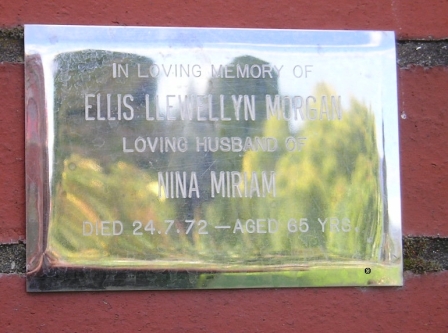 IN LOVING MEMORY OF
ELLIS LLEWELLYN MORGAN
LOVING HUSBAND OF
NINA MIRIAM
DIED 24.7.72 — AGED 65 YRS.